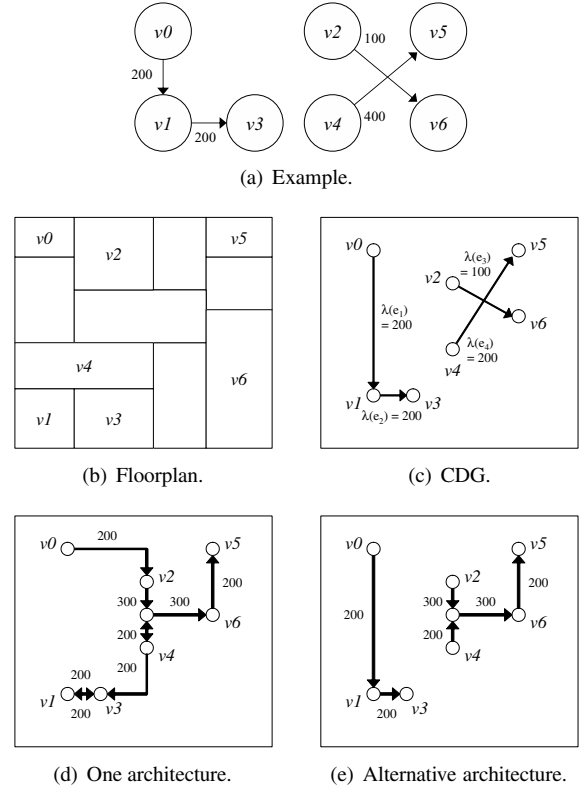 v0
v2
v5
100
200
v1
v3
v4
v6
200
400
(a) Example.
v0
v2
v5
v4
v6
v1
v3
(b) Floorplan.
v0
v5
λ(e₃)
= 100
v2
λ(e₁)
= 200
v6
λ(e₄)
= 200
v4
v1
v3
λ(e₂) = 200
(c) CDG.
v0
200
v5
v2
200
300
300
v6
200
v4
200
200
v1
v3
200
(d) One architecture.
v0
v5
v2
200
300
300
200
v6
200
v4
v1
v3
200
(e) Alternative architecture.